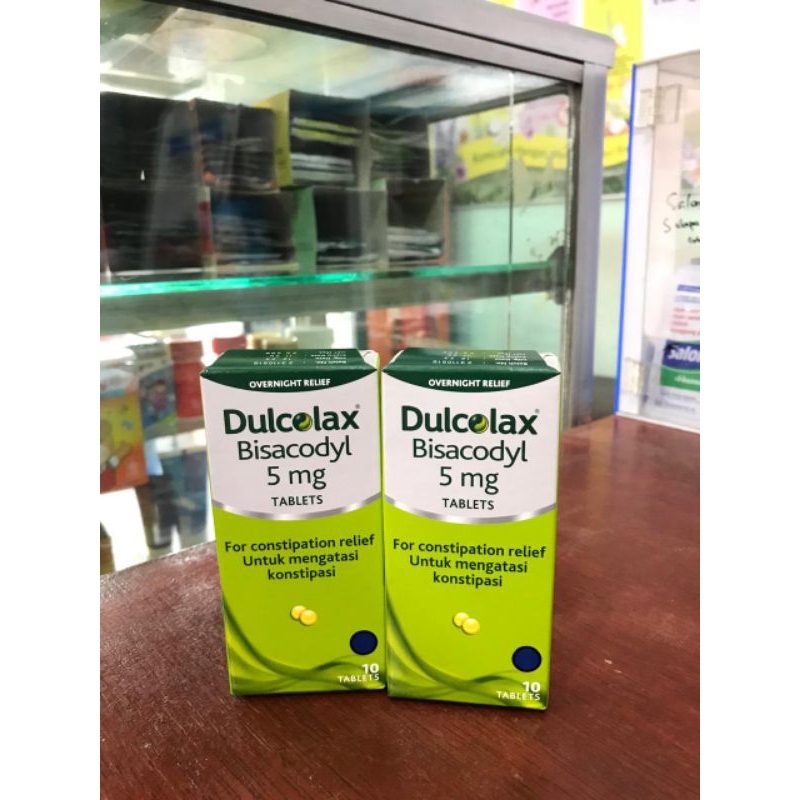 OVERNIGHT RELIEF
Dulcolax®
Bisacodyl
5 mg
TABLETS
For constipation relief
Untuk mengatasi
konstipasi
10
TABLETS
OVERNIGHT RELIEF
Dulcolax®
Bisacodyl
5 mg
TABLETS
For constipation relief
Untuk mengatasi
konstipasi
10
TABLETS